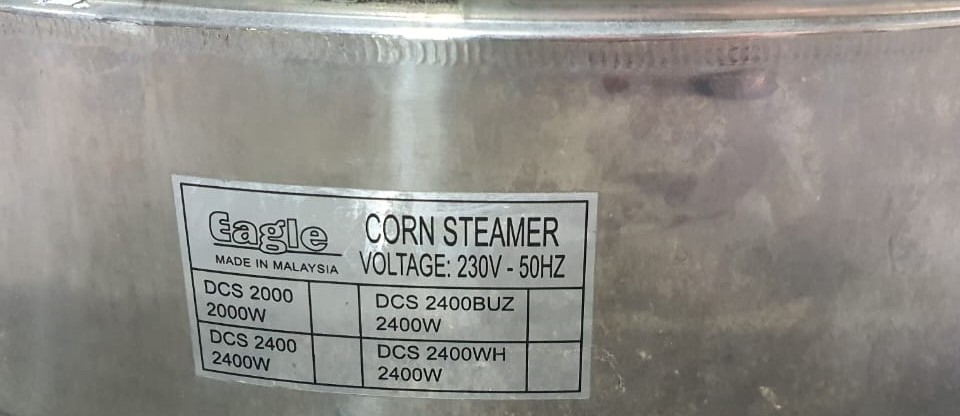 Eagle
MADE IN MALAYSIA
CORN STEAMER
VOLTAGE: 230V - 50HZ
DCS 2000
2000W
DCS 2400BUZ
2400W
DCS 2400
2400W
DCS 2400WH
2400W